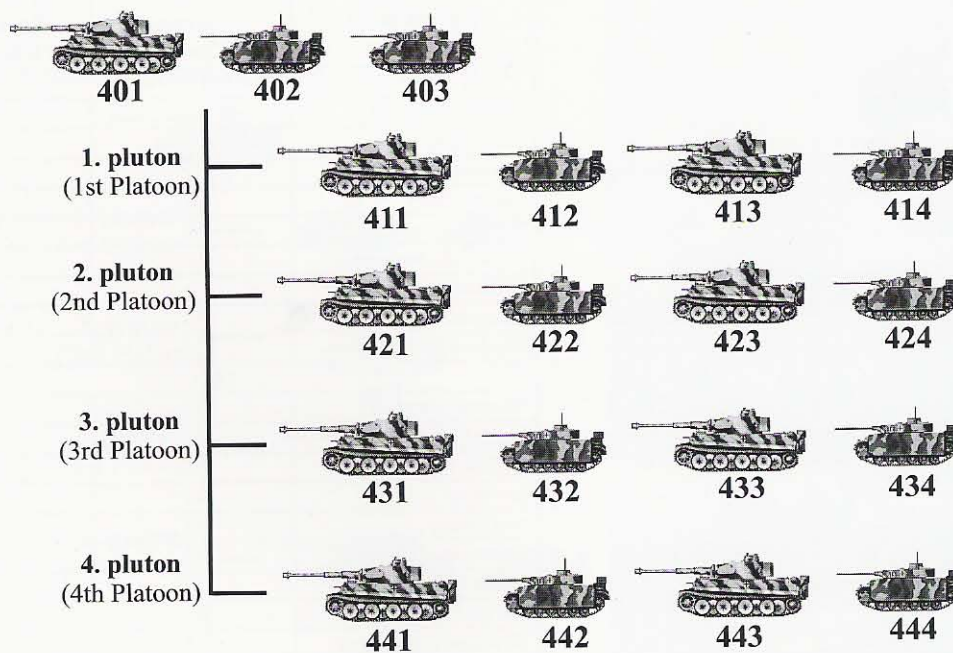 401 402 403
1. pluton
(1st Platoon)
411 412 413 414
2. pluton
(2nd Platoon)
421 422 423 424
3. pluton
(3rd Platoon)
431 432 433 434
4. pluton
(4th Platoon)
441 442 443 444